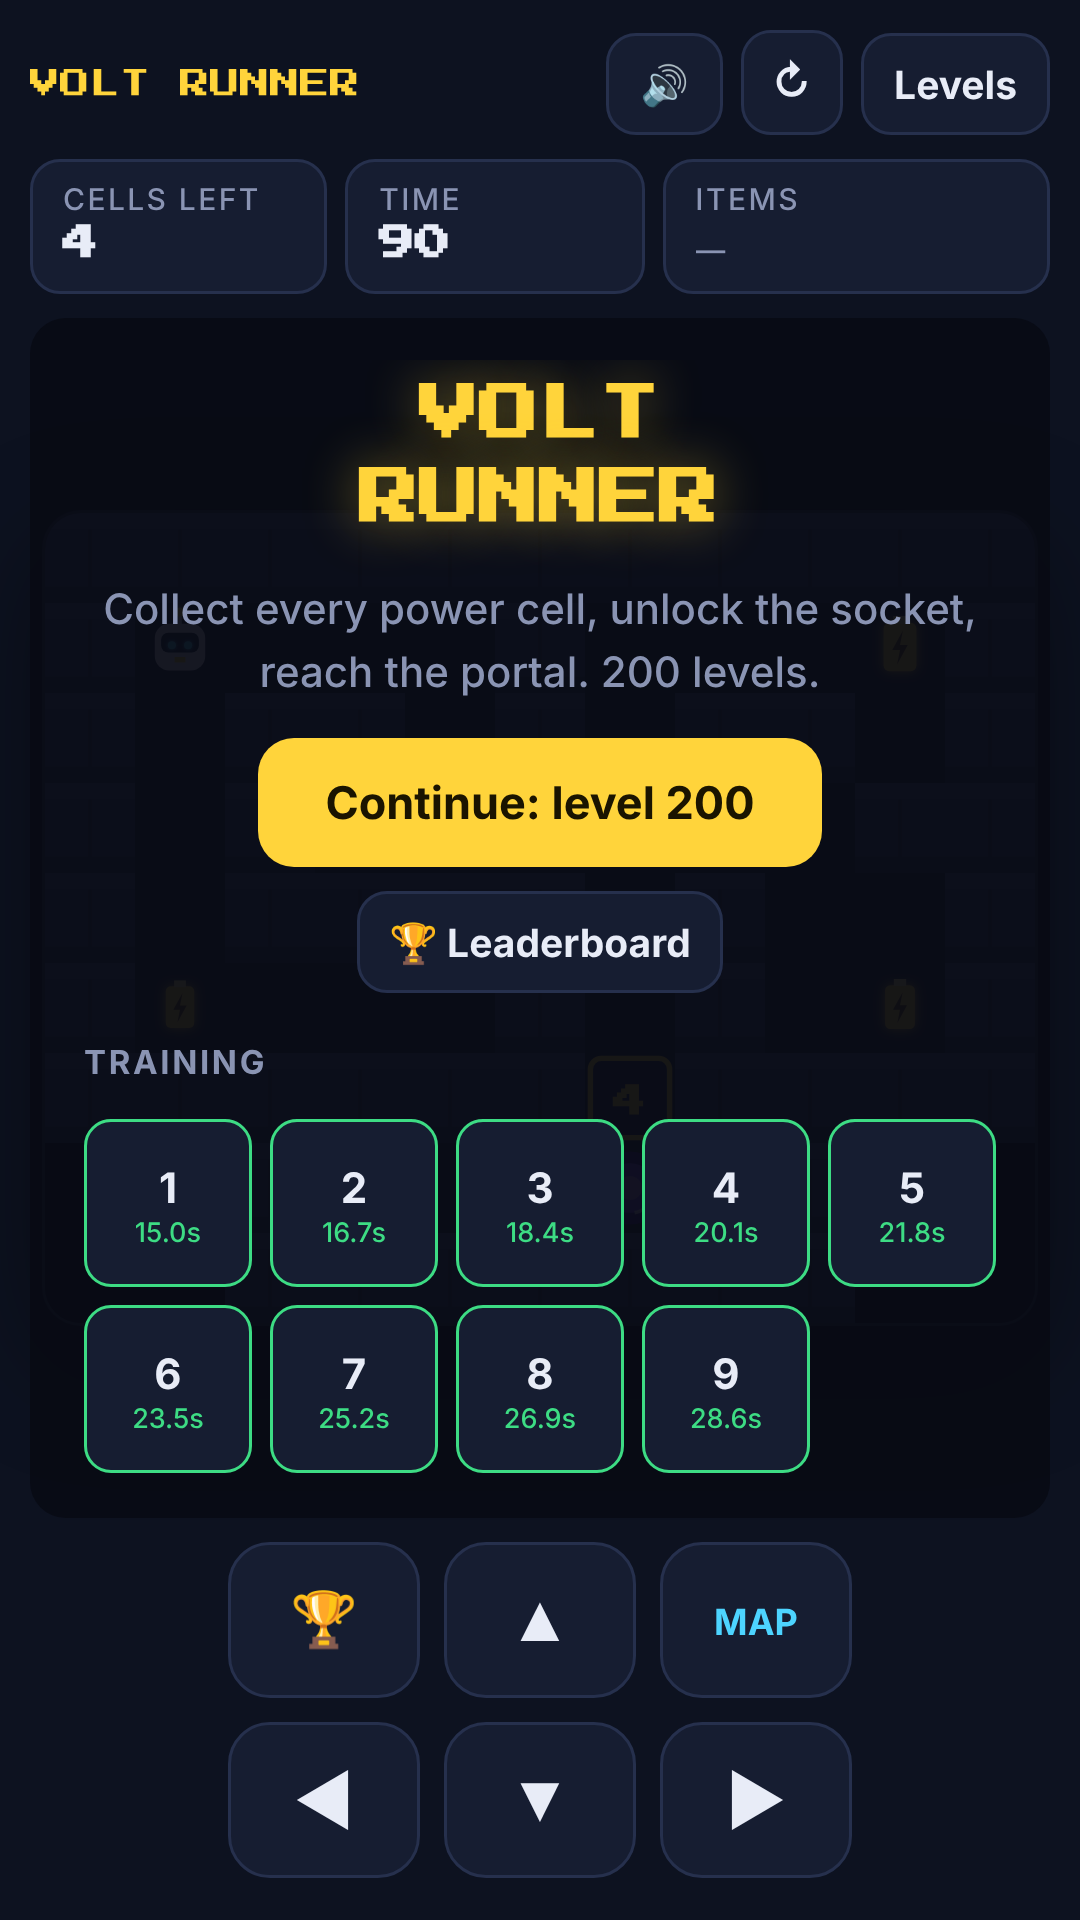 VOLT RUNNER
🔊 ↻ Levels
CELLS LEFT
4
TIME
90
ITEMS
—
VOLT
RUNNER
Collect every power cell, unlock the socket,
reach the portal. 200 levels.
Continue: level 200
🏆 Leaderboard
TRAINING
4
1 2 3 4 5
15.0s 16.7s 18.4s 20.1s 21.8s
6 7 8 9
23.5s 25.2s 26.9s 28.6s
🏆 ▲ MAP
◀ ▼ ▶